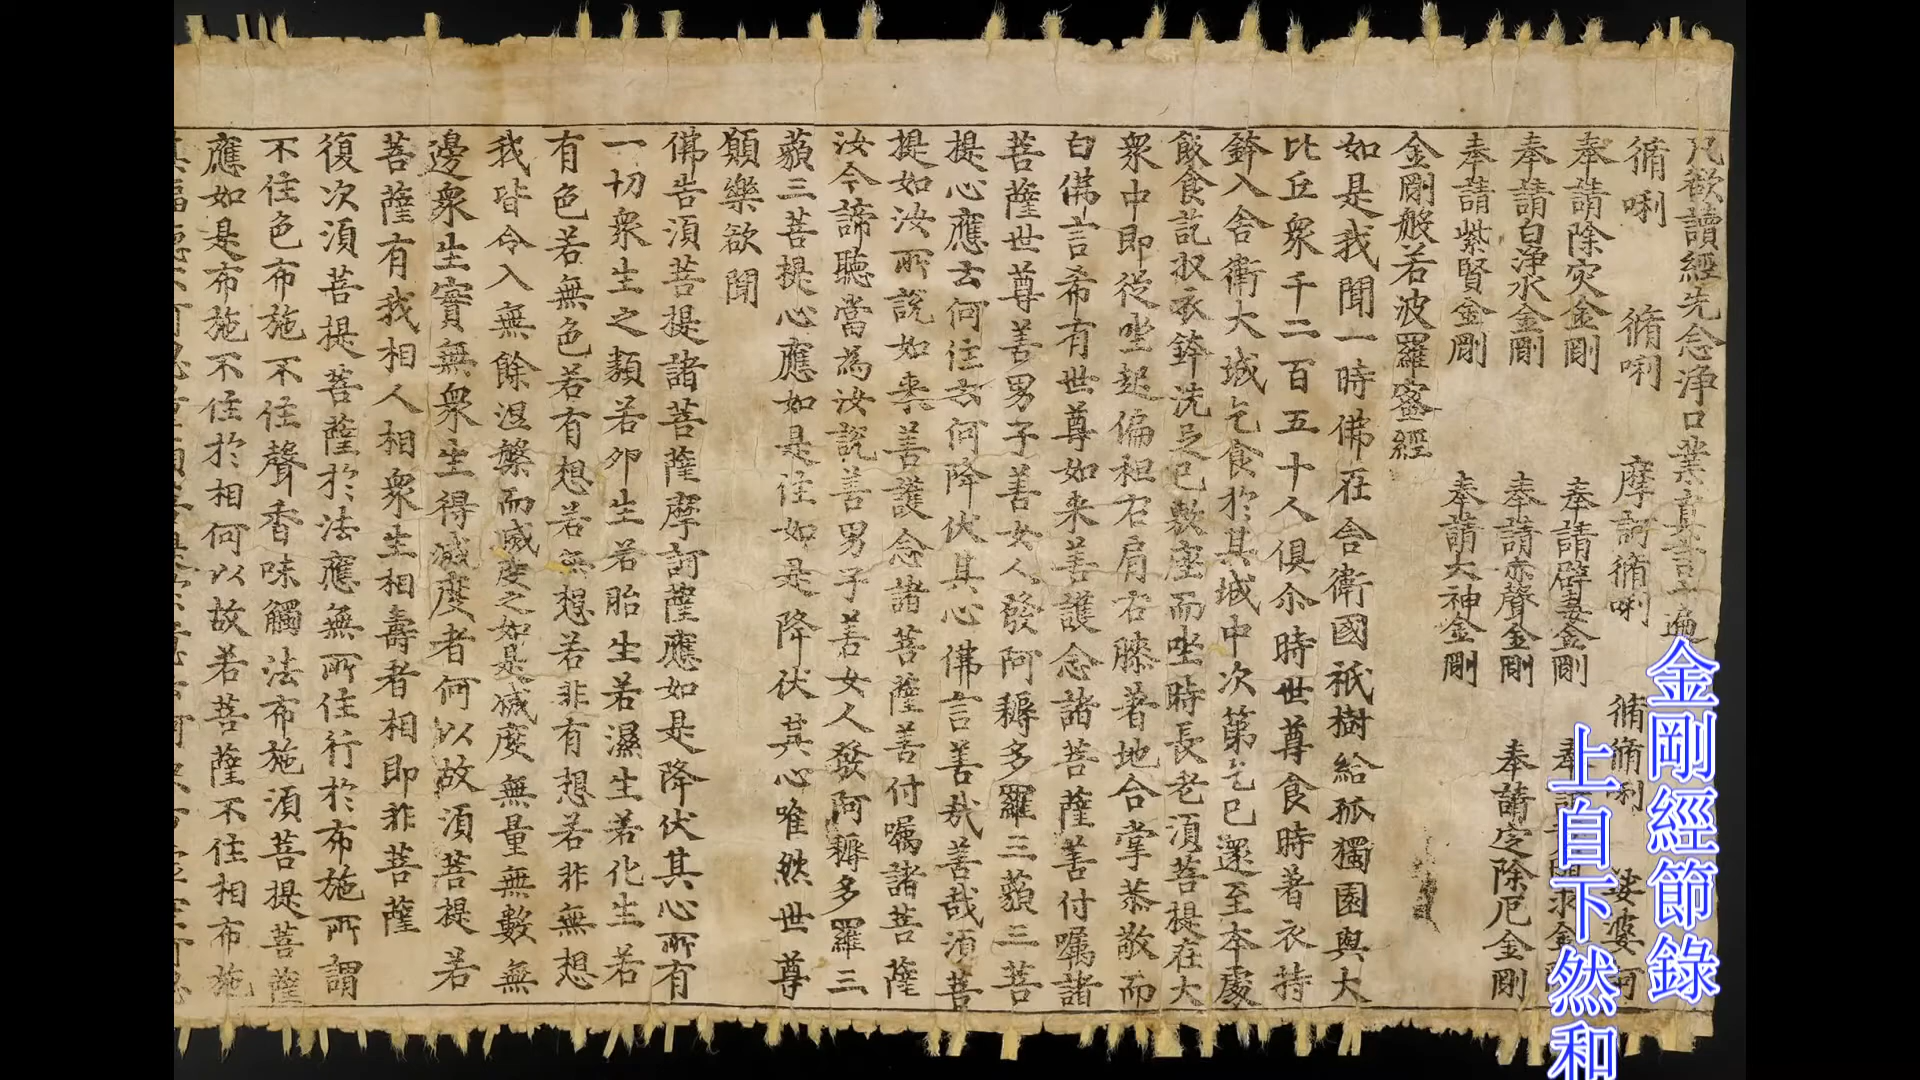 凡欲讀經先念淨口業真言一遍
脩唎 脩唎 摩訶脩唎 脩脩唎 娑婆訶
奉請除灾金剛 奉請辟毒金剛 奉請
奉請白淨水金剛 奉請赤聲金剛 奉請定除厄金剛
奉請紫賢金剛 奉請大神金剛
金剛般若波羅蜜經
如是我聞一時佛在舍衛國祇樹給孤獨園與大
比丘衆千二百五十人俱尒時世尊食時著衣持
鉢入舍衛大城乞食於其城中次第乞已還至本處
飯食訖収衣鉢洗足已敷座而坐時長老須菩提在大
衆中即從坐起偏袒右肩右膝著地合掌恭敬而
白佛言希有世尊如来善護念諸菩薩善付囑諸
菩薩世尊善男子善女人發阿耨多羅三藐三菩
提心應云何住云何降伏其心佛言善哉善哉須菩
提如汝所說如来善護念諸菩薩善付囑諸菩薩
汝今諦聽當為汝說善男子善女人發阿耨多羅三
藐三菩提心應如是住如是降伏其心唯然世尊
願樂欲聞
佛告須菩提諸菩薩摩訶薩應如是降伏其心所有
一切衆生之類若卵生若胎生若濕生若化生若
有色若無色若有想若無想若非有想若非無想
我皆令入無餘涅槃而滅度之如是滅度無量無數無
邊衆生實無衆生得滅度者何以故須菩提若
菩薩有我相人相衆生相壽者相即非菩薩
復次須菩提菩薩於法應無所住行於布施所謂
不住色布施不住聲香味觸法布施須菩提菩薩
應如是布施不住於相何以故若菩薩不住相布施
金剛經節錄
上自下然和